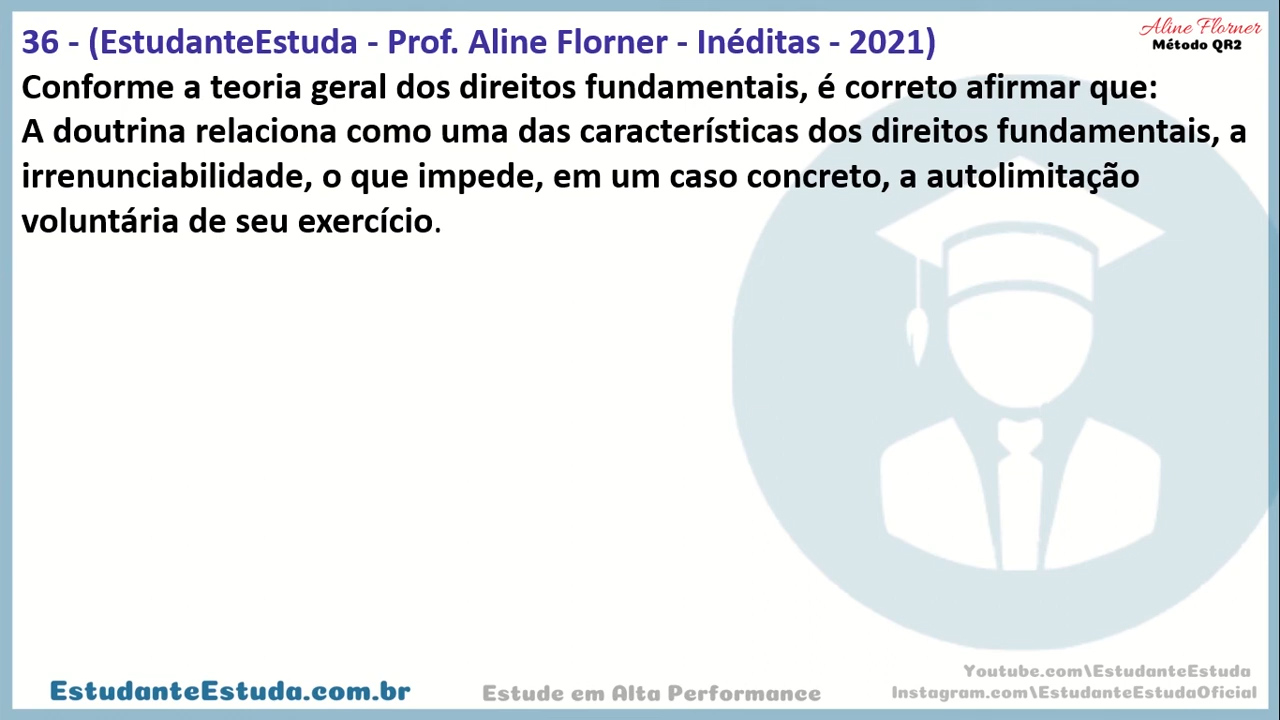 36 - (EstudanteEstuda - Prof. Aline Florner - Inéditas - 2021)
Aline Florner
Método QR2
Conforme a teoria geral dos direitos fundamentais, é correto afirmar que:
A doutrina relaciona como uma das características dos direitos fundamentais, a
irrenunciabilidade, o que impede, em um caso concreto, a autolimitação
voluntária de seu exercício.
Youtube.com\EstudanteEstuda
EstudanteEstuda.com.br
Estude em Alta Performance
Instagram.com\EstudanteEstudaOficial